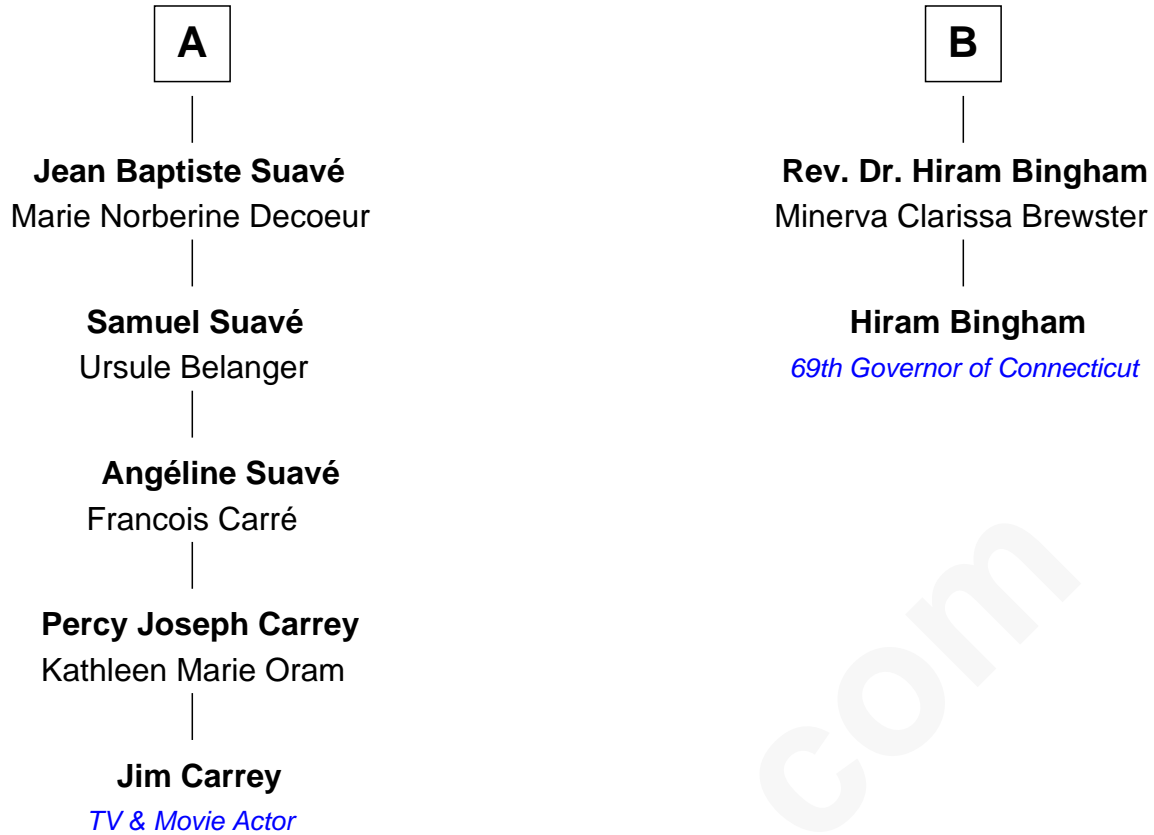 A
Jean Baptiste Suavé
Marie Norberine Decoeur
Samuel Suavé
Ursule Belanger
Angéline Suavé
Francois Carré
Percy Joseph Carrey
Kathleen Marie Oram
Jim Carrey
TV & Movie Actor
B
Rev. Dr. Hiram Bingham
Minerva Clarissa Brewster
Hiram Bingham
69th Governor of Connecticut
com